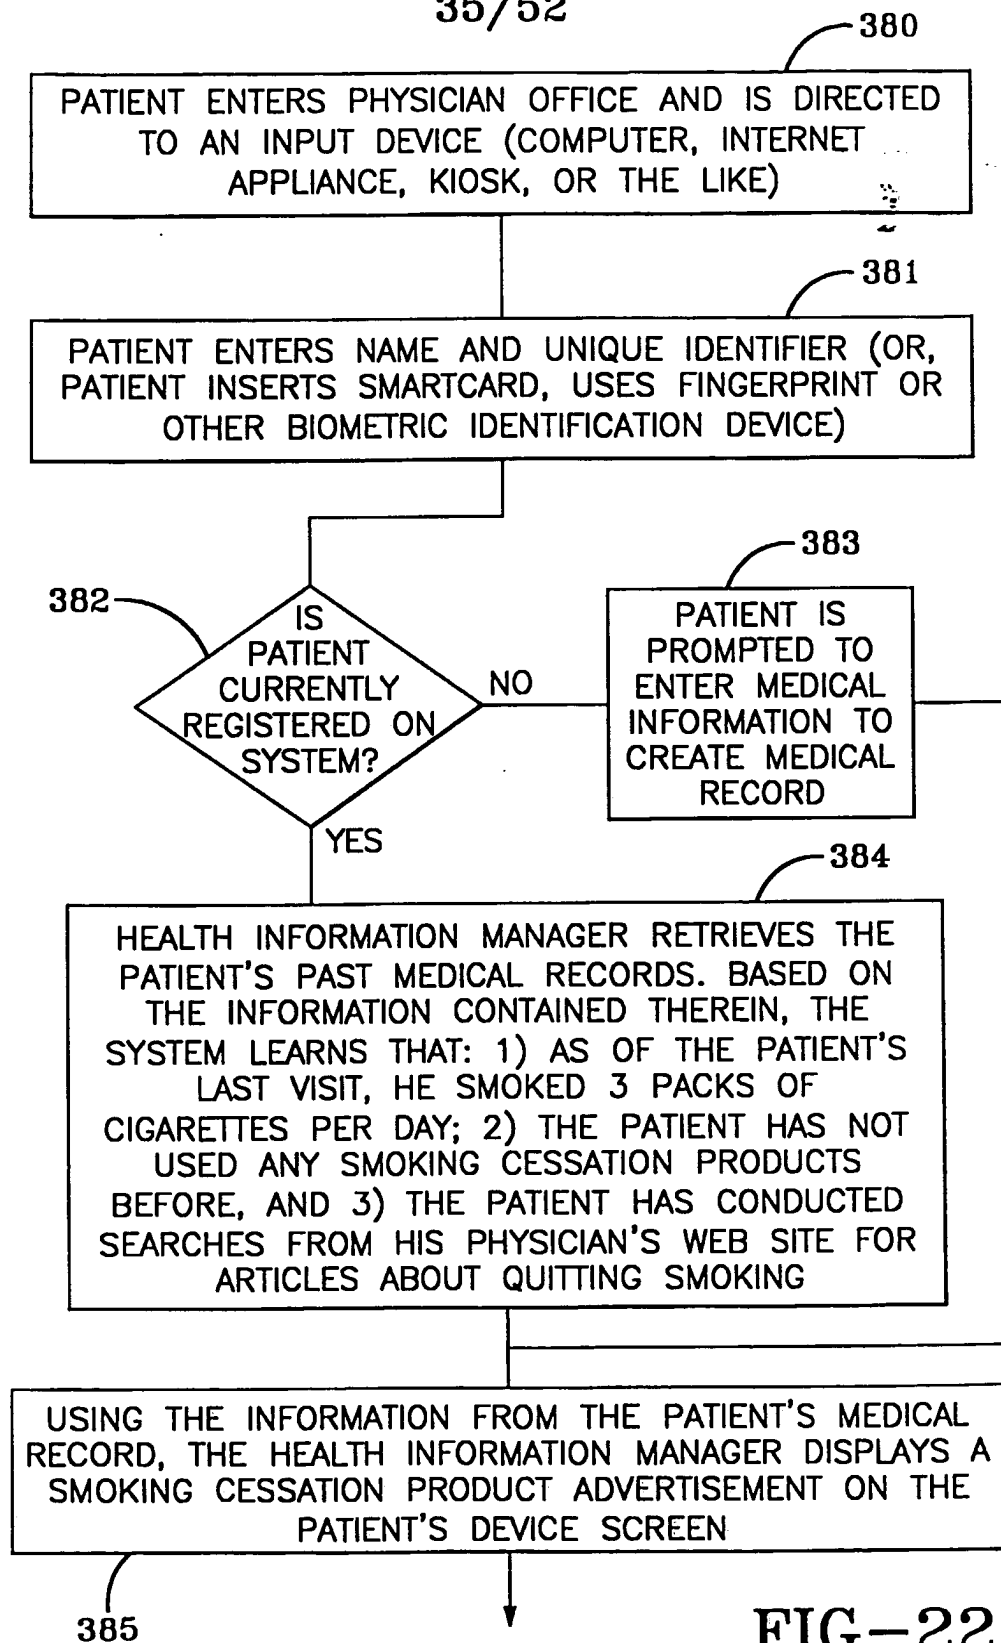 35/52
380
PATIENT ENTERS PHYSICIAN OFFICE AND IS DIRECTED
TO AN INPUT DEVICE (COMPUTER, INTERNET
APPLIANCE, KIOSK, OR THE LIKE)
381
PATIENT ENTERS NAME AND UNIQUE IDENTIFIER (OR,
PATIENT INSERTS SMARTCARD, USES FINGERPRINT OR
OTHER BIOMETRIC IDENTIFICATION DEVICE)
382
IS
PATIENT
CURRENTLY
REGISTERED ON
SYSTEM?
NO
383
PATIENT IS
PROMPTED TO
ENTER MEDICAL
INFORMATION TO
CREATE MEDICAL
RECORD
YES
384
HEALTH INFORMATION MANAGER RETRIEVES THE
PATIENT'S PAST MEDICAL RECORDS. BASED ON
THE INFORMATION CONTAINED THEREIN, THE
SYSTEM LEARNS THAT: 1) AS OF THE PATIENT'S
LAST VISIT, HE SMOKED 3 PACKS OF
CIGARETTES PER DAY; 2) THE PATIENT HAS NOT
USED ANY SMOKING CESSATION PRODUCTS
BEFORE, AND 3) THE PATIENT HAS CONDUCTED
SEARCHES FROM HIS PHYSICIAN'S WEB SITE FOR
ARTICLES ABOUT QUITTING SMOKING
USING THE INFORMATION FROM THE PATIENT'S MEDICAL
RECORD, THE HEALTH INFORMATION MANAGER DISPLAYS A
SMOKING CESSATION PRODUCT ADVERTISEMENT ON THE
PATIENT'S DEVICE SCREEN
385
FIG-22